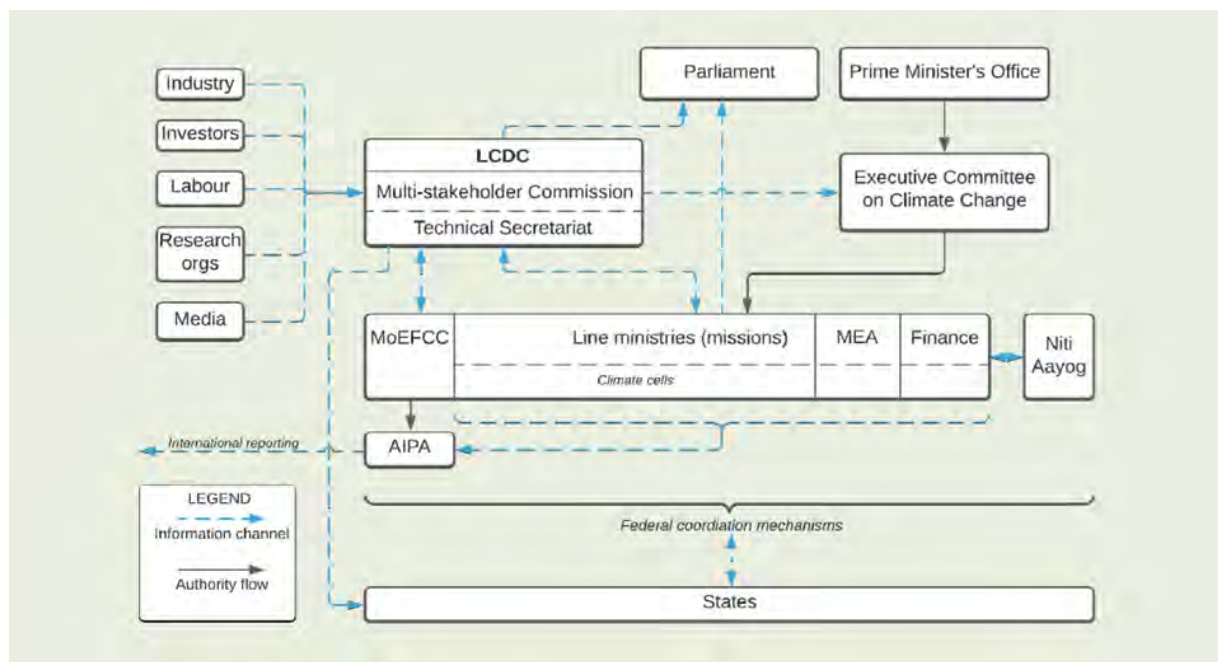 Industry
Investors
Labour
Research
orgs
Media
LCDC
Multi-stakeholder Commission
Technical Secretariat
Parliament
Prime Minister's Office
Executive Committee
on Climate Change
MoEFCC
Line ministries (missions)
Climate cells
MEA
Finance
Niti
Aayog
AIPA
International reporting
LEGEND
Information channel
Authority flow
Federal coordiation mechanisms
States